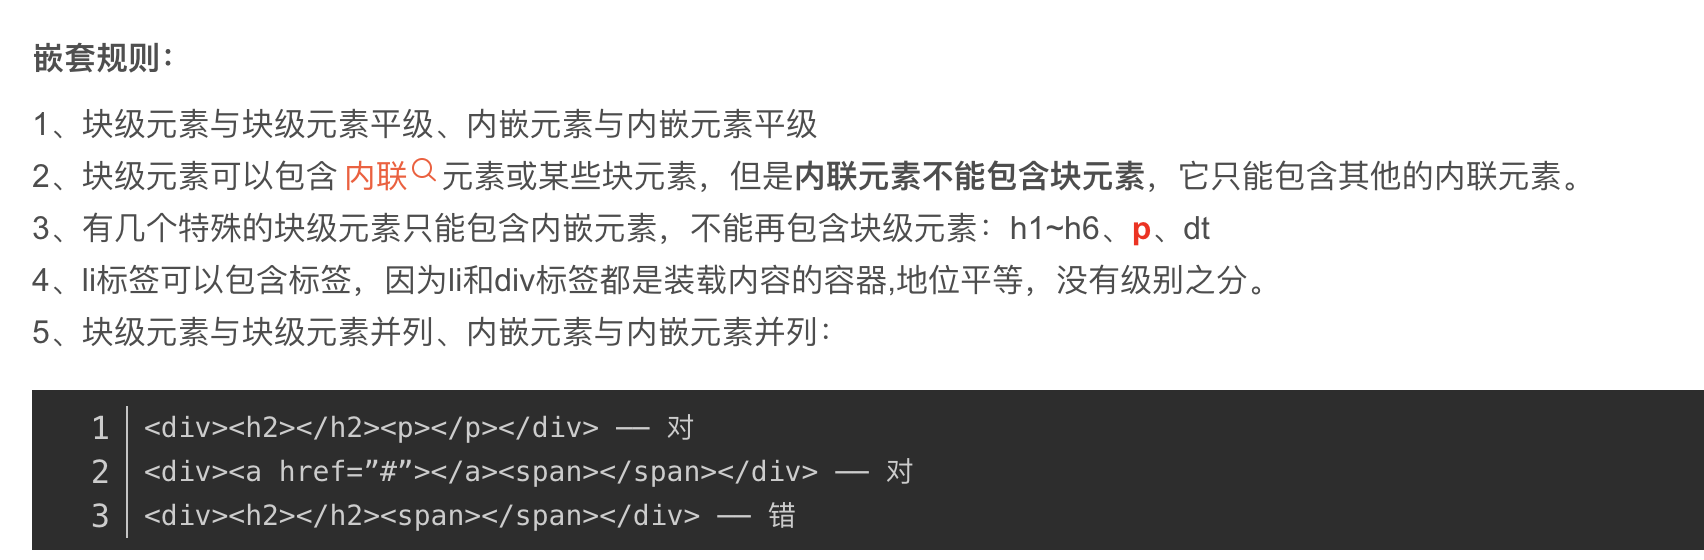 嵌套规则：
1、块级元素与块级元素平级、内嵌元素与内嵌元素平级
2、块级元素可以包含 内联元素或某些块元素，但是内联元素不能包含块元素，它只能包含其他的内联元素。
3、有几个特殊的块级元素只能包含内嵌元素，不能再包含块级元素：h1~h6、p、dt
4、li标签可以包含标签，因为li和div标签都是装载内容的容器,地位平等，没有级别之分。
5、块级元素与块级元素并列、内嵌元素与内嵌元素并列：
1 <div><h2></h2><p></p></div> —— 对
2 <div><a href=”#”></a><span></span></div> —— 对
3 <div><h2></h2><span></span></div> —— 错